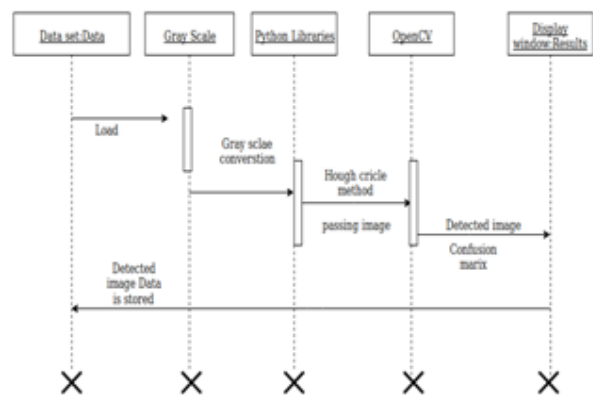 Data set:Data
Gray Scale
Python Libraries
OpenCV
Display
window:Results
Load
Gray sclae
converstion
Hough cricle
method
passing image
Detected image
Confusion
marix
Detected
image Data
is stored